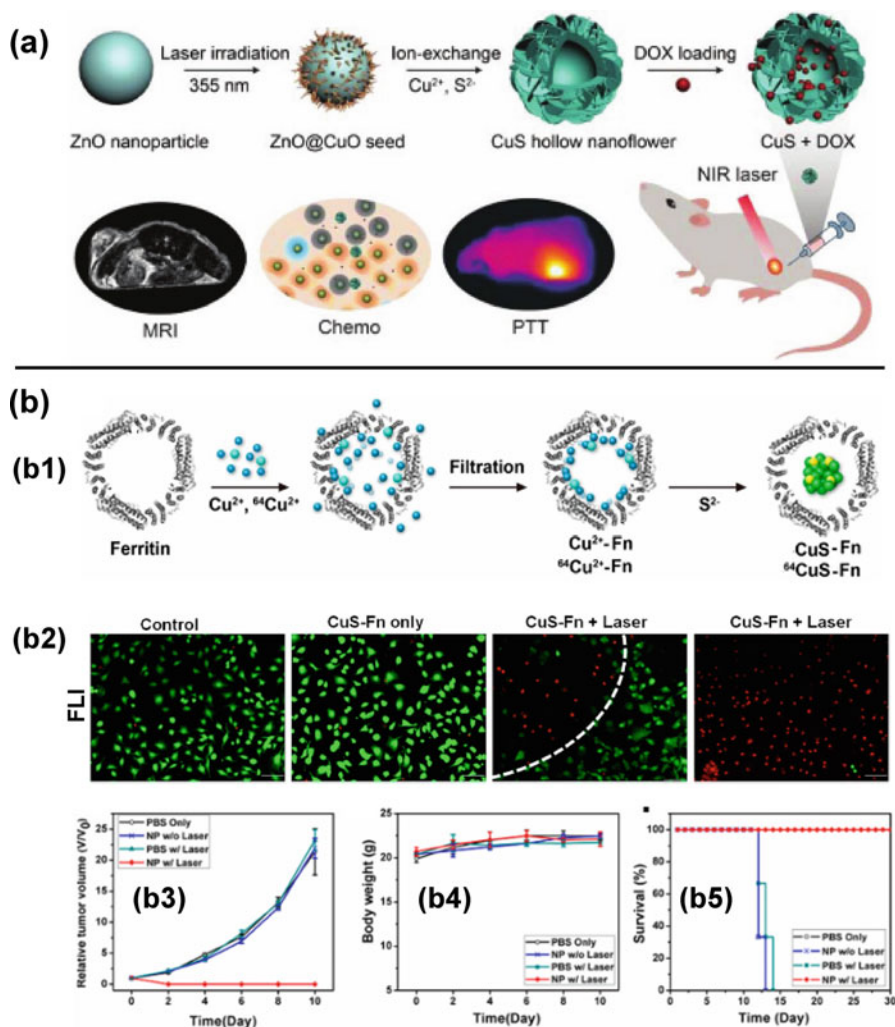 (a)
Laser irradiation
355 nm
Ion-exchange
Cu²⁺, S²⁻
DOX loading
ZnO nanoparticle
ZnO@CuO seed
CuS hollow nanoflower
CuS + DOX
NIR laser
MRI
Chemo
PTT
(b)
(b1)
Ferritin
Cu²⁺, ⁶⁴Cu²⁺
Filtration
Cu²⁺-Fn
⁶⁴Cu²⁺-Fn
S²⁻
CuS-Fn
⁶⁴CuS-Fn
(b2)
Control
CuS-Fn only
CuS-Fn + Laser
CuS-Fn + Laser
FLI
Relative tumor volume (V/V₀)
25
20
15
10
5
0
PBS Only
NP w/o Laser
PBS w/ Laser
NP w/ Laser
(b3)
0 2 4 6 8 10
Time(Day)
Body weight (g)
25
20
15
10
5
(b4)
PBS Only
NP w/o Laser
PBS w/ Laser
NP w/ Laser
0 2 4 6 8 10
Time(Day)
Survival (%)
100
80
60
40
20
0
(b5)
PBS Only
NP w/o Laser
PBS w/ Laser
NP w/ Laser
0 5 10 15 20 25 30
Time (Day)